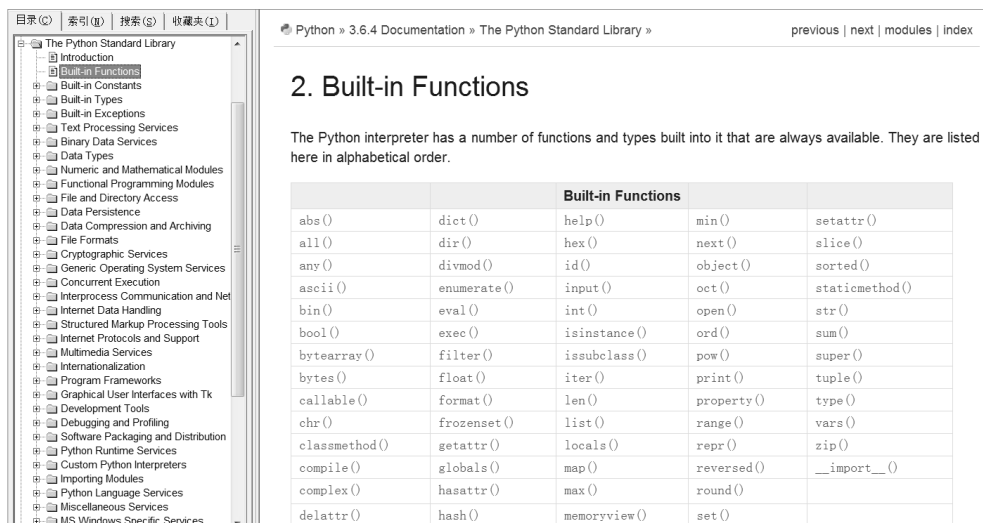 目录(C) 索引(N) 搜索(S) 收藏夹(I)
The Python Standard Library
Introduction
Built-in Functions
Built-in Constants
Built-in Types
Built-in Exceptions
Text Processing Services
Binary Data Services
Data Types
Numeric and Mathematical Modules
Functional Programming Modules
File and Directory Access
Data Persistence
Data Compression and Archiving
File Formats
Cryptographic Services
Generic Operating System Services
Concurrent Execution
Interprocess Communication and Net
Internet Data Handling
Structured Markup Processing Tools
Internet Protocols and Support
Multimedia Services
Internationalization
Program Frameworks
Graphical User Interfaces with Tk
Development Tools
Debugging and Profiling
Software Packaging and Distribution
Python Runtime Services
Custom Python Interpreters
Importing Modules
Python Language Services
Miscellaneous Services
MS Windows Specific Services
Python » 3.6.4 Documentation » The Python Standard Library » previous | next | modules | index
2. Built-in Functions
The Python interpreter has a number of functions and types built into it that are always available. They are listed
here in alphabetical order.
Built-in Functions
abs() dict() help() min() setattr()
all() dir() hex() next() slice()
any() divmod() id() object() sorted()
ascii() enumerate() input() oct() staticmethod()
bin() eval() int() open() str()
bool() exec() isinstance() ord() sum()
bytearray() filter() issubclass() pow() super()
bytes() float() iter() print() tuple()
callable() format() len() property() type()
chr() frozenset() list() range() vars()
classmethod() getattr() locals() repr() zip()
compile() globals() map() reversed() __import__()
complex() hasattr() max() round()
delattr() hash() memoryview() set()